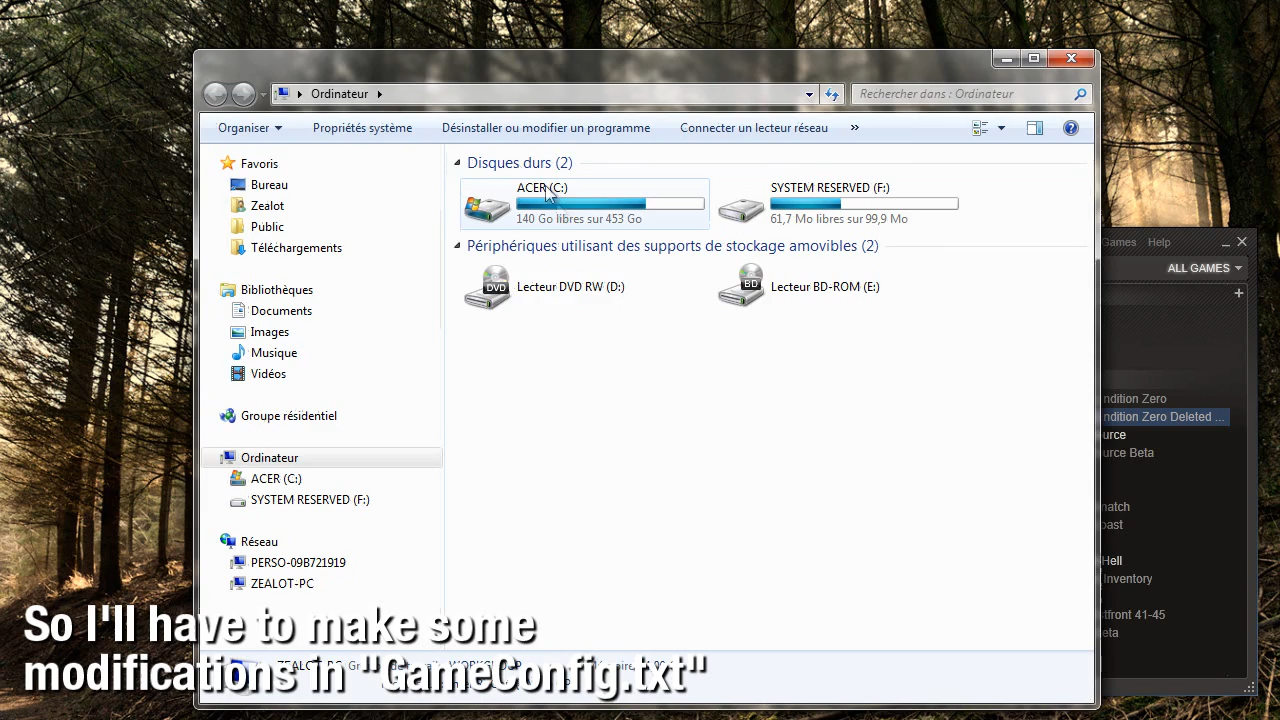 Ordinateur
Rechercher dans : Ordinateur
Organiser
Propriétés système
Désinstaller ou modifier un programme
Connecter un lecteur réseau
»
Favoris
Bureau
Zealot
Public
Téléchargements
Bibliothèques
Documents
Images
Musique
Vidéos
Groupe résidentiel
Ordinateur
ACER (C:)
SYSTEM RESERVED (F:)
Réseau
PERSO-09B721919
ZEALOT-PC
Disques durs (2)
ACER (C:)
140 Go libres sur 453 Go
SYSTEM RESERVED (F:)
61,7 Mo libres sur 99,9 Mo
Périphériques utilisant des supports de stockage amovibles (2)
Lecteur DVD RW (D:)
DVD
Lecteur BD-ROM (E:)
BD
Games Help
ALL GAMES
ndition Zero
ndition Zero Deleted ...
urce
urce Beta
natch
oast
Hell
Inventory
stfront 41-45
eta
So I'll have to make some
modifications in "GameConfig.txt"